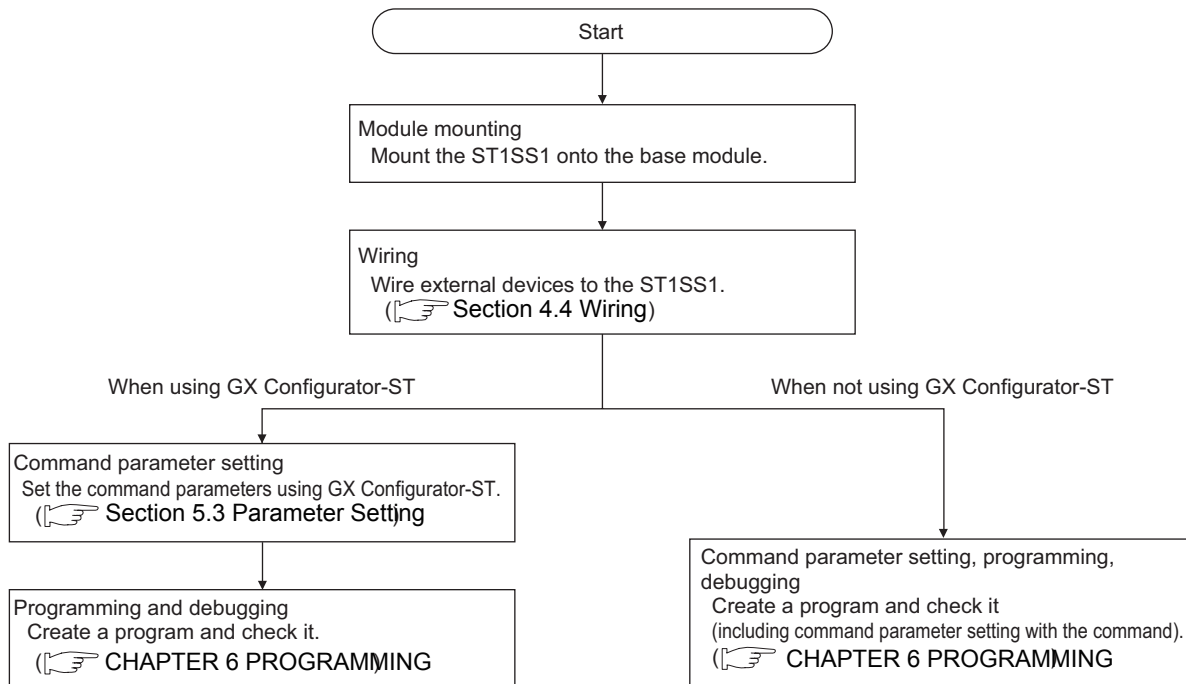 Start
Module mounting
Mount the ST1SS1 onto the base module.
Wiring
Wire external devices to the ST1SS1.
( Section 4.4 Wiring)
When using GX Configurator-ST
When not using GX Configurator-ST
Command parameter setting
Set the command parameters using GX Configurator-ST.
( Section 5.3 Parameter Setting)
Programming and debugging
Create a program and check it.
( CHAPTER 6 PROGRAMMING)
Command parameter setting, programming,
debugging
Create a program and check it
(including command parameter setting with the command).
( CHAPTER 6 PROGRAMMING)